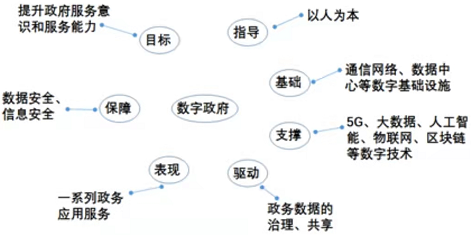 提升政府服务意
识和服务能力
目标
指导
以人为本
基础
通信网络、数据中
心等数字基础设施
数据安全、
信息安全
保障
数字政府
支撑
5G、大数据、人工智
能、物联网、区块链
等数字技术
表现
驱动
一系列政务
应用服务
政务数据的
治理、共享